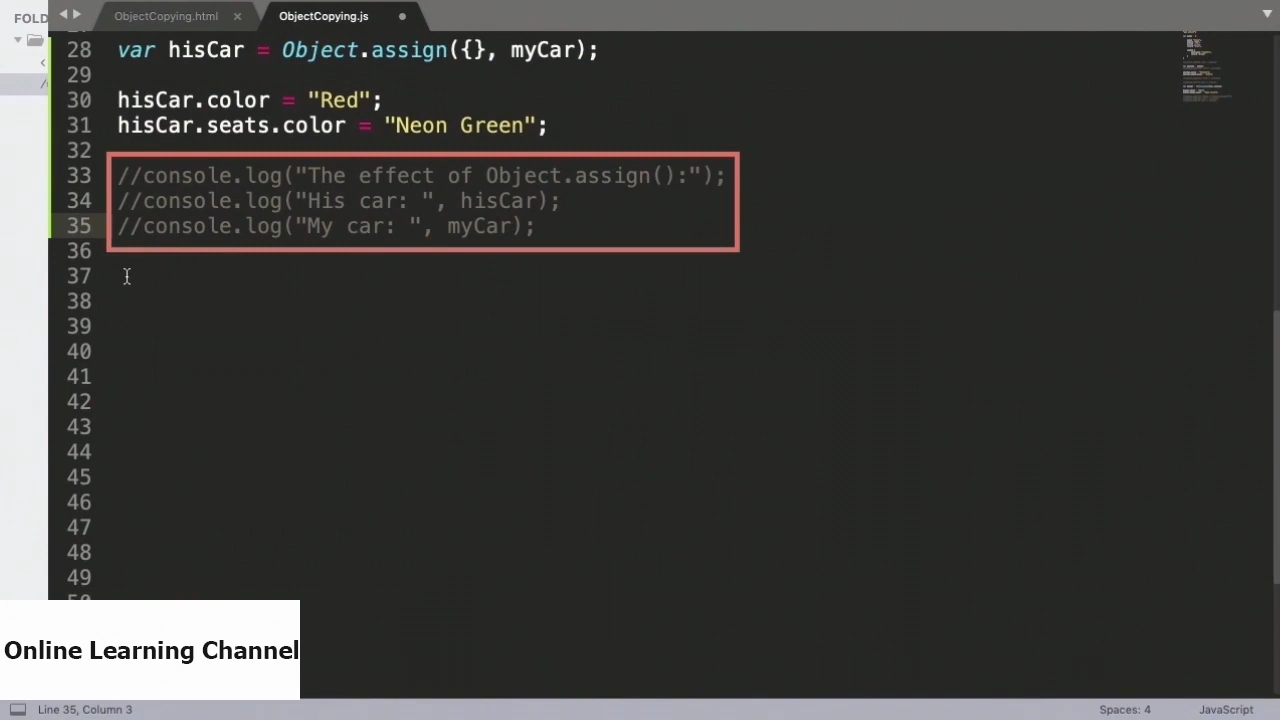 FOLD
ObjectCopying.html
ObjectCopying.js
28 var hisCar = Object.assign({}, myCar);
29
30 hisCar.color = "Red";
31 hisCar.seats.color = "Neon Green";
32
33 //console.log("The effect of Object.assign():");
34 //console.log("His car: ", hisCar);
35 //console.log("My car: ", myCar);
36
37
38
39
40
41
42
43
44
45
46
47
48
49
Online Learning Channel
Line 35, Column 3
Spaces: 4
JavaScript